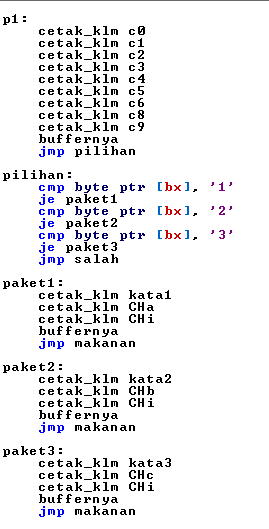 p1:
cetak_klm c0
cetak_klm c1
cetak_klm c2
cetak_klm c3
cetak_klm c4
cetak_klm c5
cetak_klm c6
cetak_klm c8
cetak_klm c9
buffernya
jmp pilihan
pilihan:
cmp byte ptr [bx], '1'
je paket1
cmp byte ptr [bx], '2'
je paket2
cmp byte ptr [bx], '3'
je paket3
jmp salah
paket1:
cetak_klm kata1
cetak_klm CHa
cetak_klm CHi
buffernya
jmp makanan
paket2:
cetak_klm kata2
cetak_klm CHb
cetak_klm CHi
buffernya
jmp makanan
paket3:
cetak_klm kata3
cetak_klm CHc
cetak_klm CHi
buffernya
jmp makanan